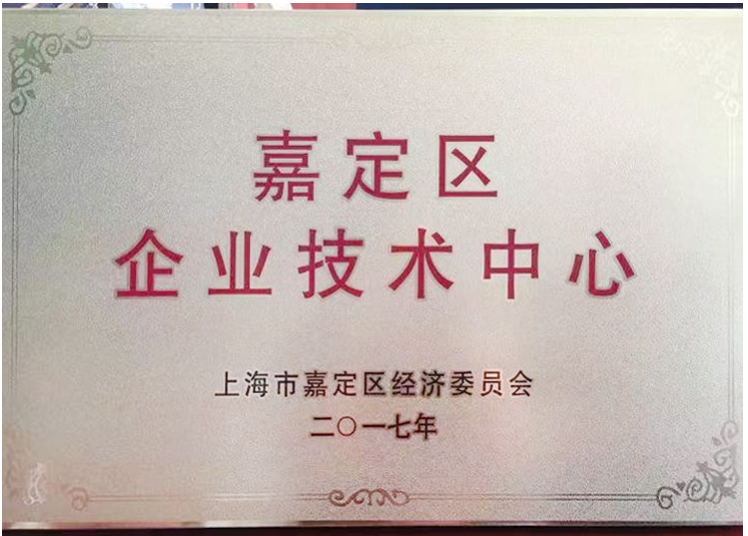 嘉定区
企业技术中心
上海市嘉定区经济委员会
二〇一七年